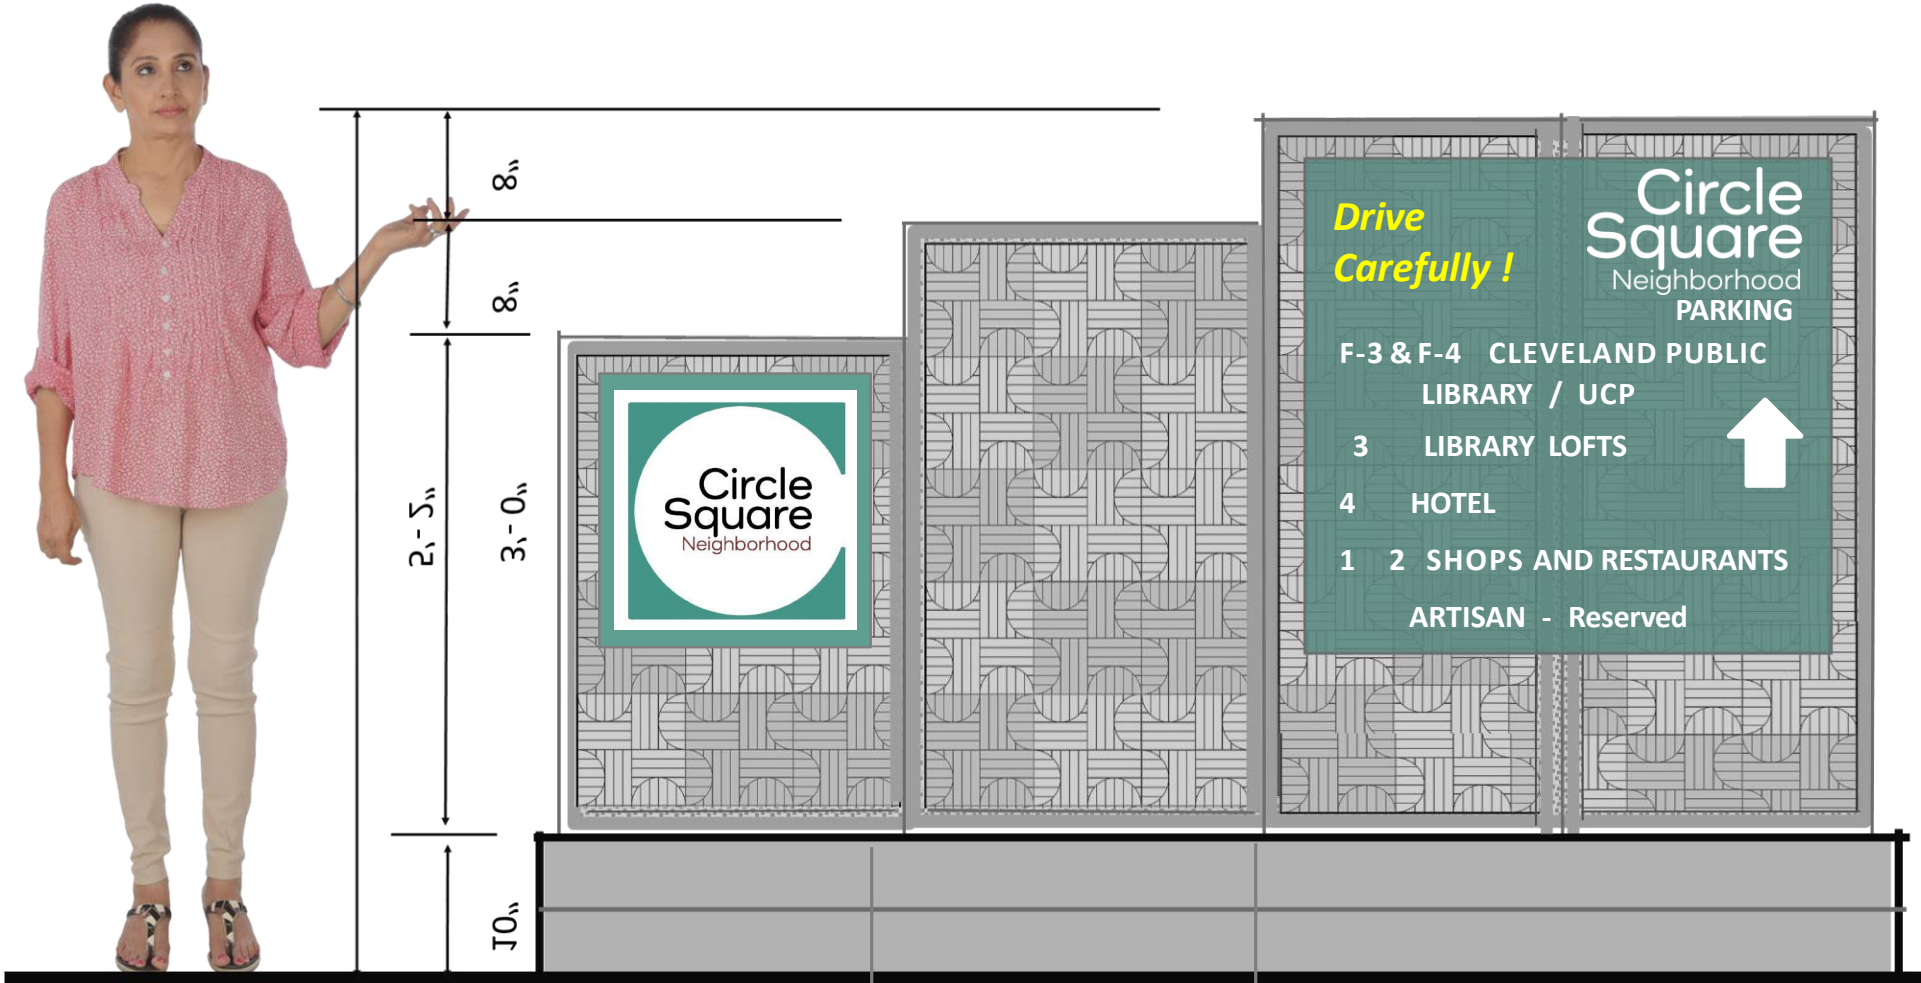 8"
8"
5'-2"
3'-0"
10"
Circle
Square
Neighborhood
Drive
Carefully !
Circle
Square
Neighborhood
PARKING
F-3 & F-4 CLEVELAND PUBLIC
LIBRARY / UCP
3 LIBRARY LOFTS
4 HOTEL
1 2 SHOPS AND RESTAURANTS
ARTISAN - Reserved